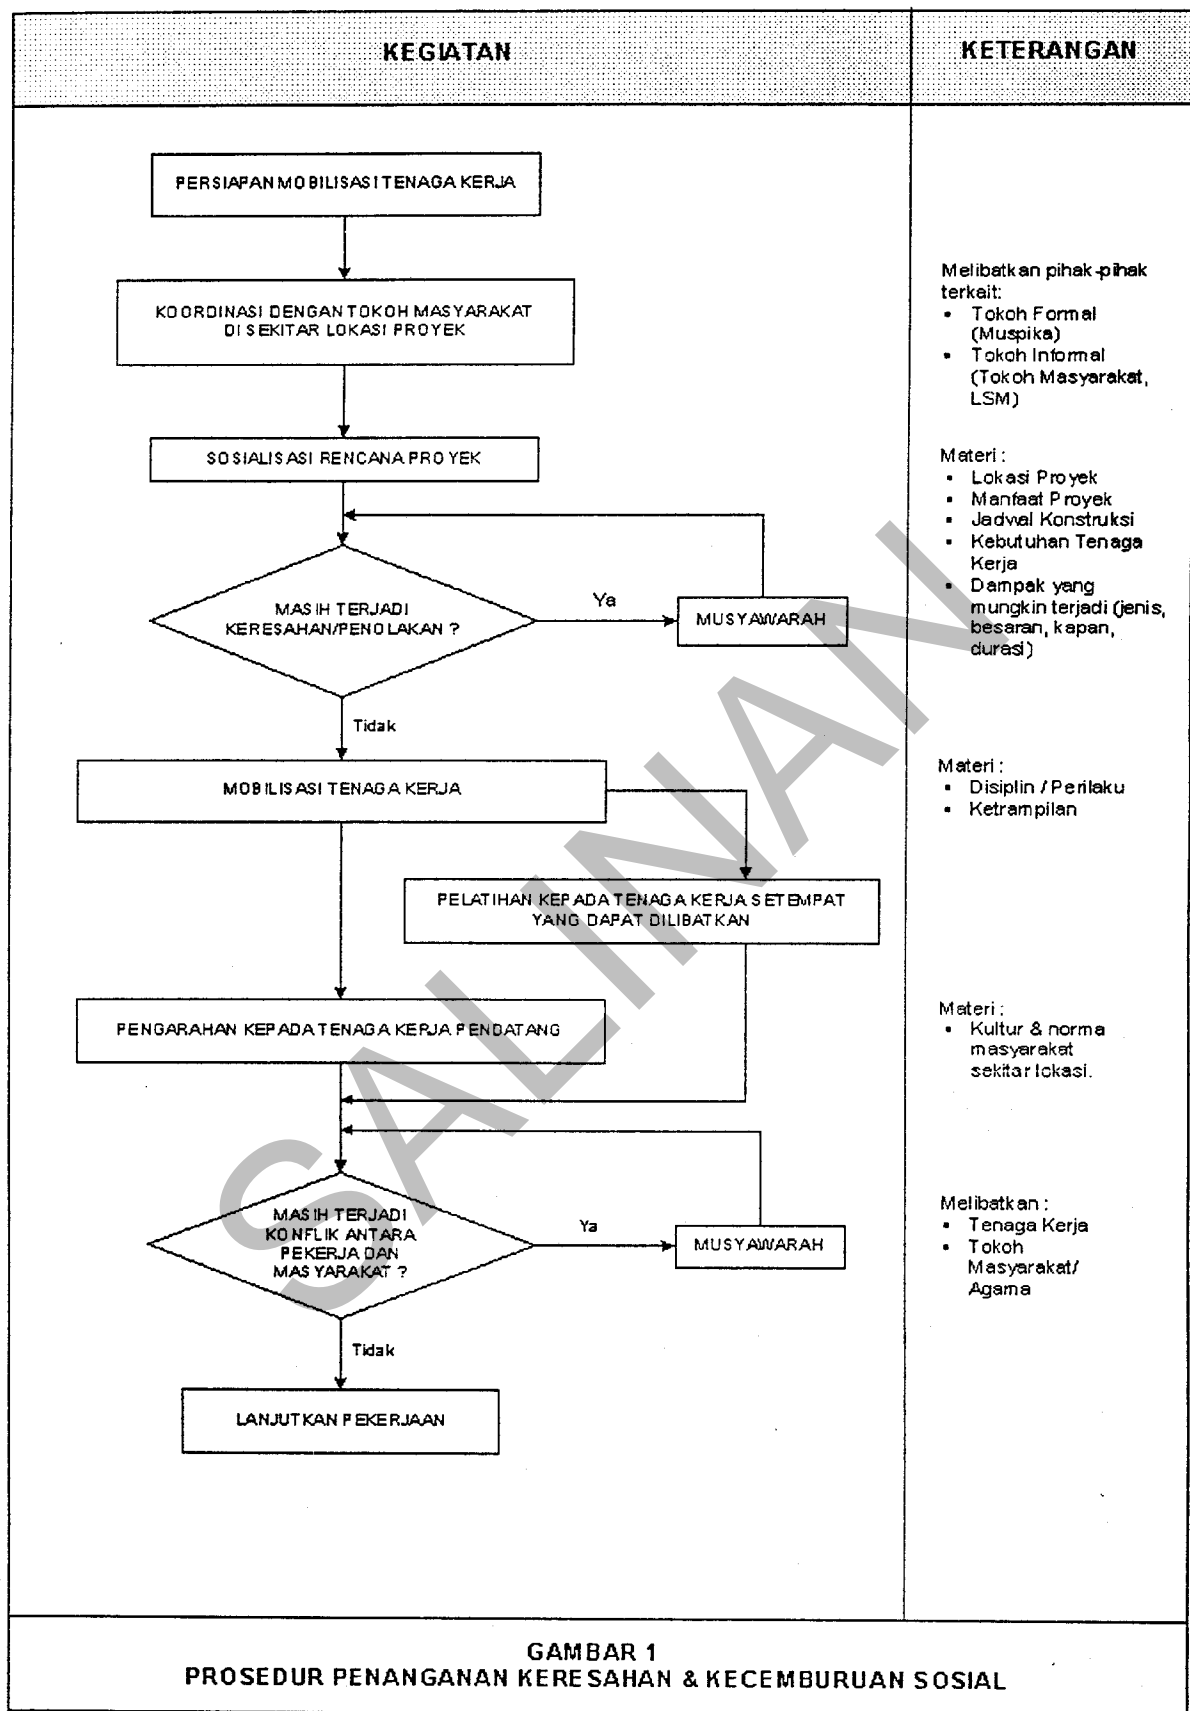 KEGIATAN
KETERANGAN
PERSIAPAN MOBILISASI TENAGA KERJA
KOORDINASI DENGAN TOKOH MASYARAKAT
DI SEKITAR LOKASI PROYEK
Melibatkan pihak-pihak
terkait:
▪ Tokoh Formal
(Muspika)
▪ Tokoh Informal
(Tokoh Masyarakat,
LSM)
SOSIALISASI RENCANA PROYEK
Materi :
▪ Lokasi Proyek
▪ Manfaat Proyek
▪ Jadwal Konstruksi
▪ Kebutuhan Tenaga
Kerja
▪ Dampak yang
mungkin terjadi (jenis,
besaran, kapan,
durasi)
MASIH TERJADI
KERESAHAN/PENOLAKAN ?
Ya
MUSYAWARAH
Tidak
MOBILISASI TENAGA KERJA
Materi :
▪ Disiplin / Perilaku
▪ Ketrampilan
PELATIHAN KEPADA TENAGA KERJA SETEMPAT
YANG DAPAT DILIBATKAN
PENGARAHAN KEPADA TENAGA KERJA PENDATANG
Materi :
▪ Kultur & norma
masyarakat
sekitar lokasi.
MASIH TERJADI
KONFLIK ANTARA
PEKERJA DAN
MASYARAKAT ?
Ya
MUSYAWARAH
Melibatkan :
▪ Tenaga Kerja
▪ Tokoh
Masyarakat/
Agama
Tidak
LANJUTKAN PEKERJAAN
SALINAN
GAMBAR 1
PROSEDUR PENANGANAN KERESAHAN & KECEMBURUAN SOSIAL